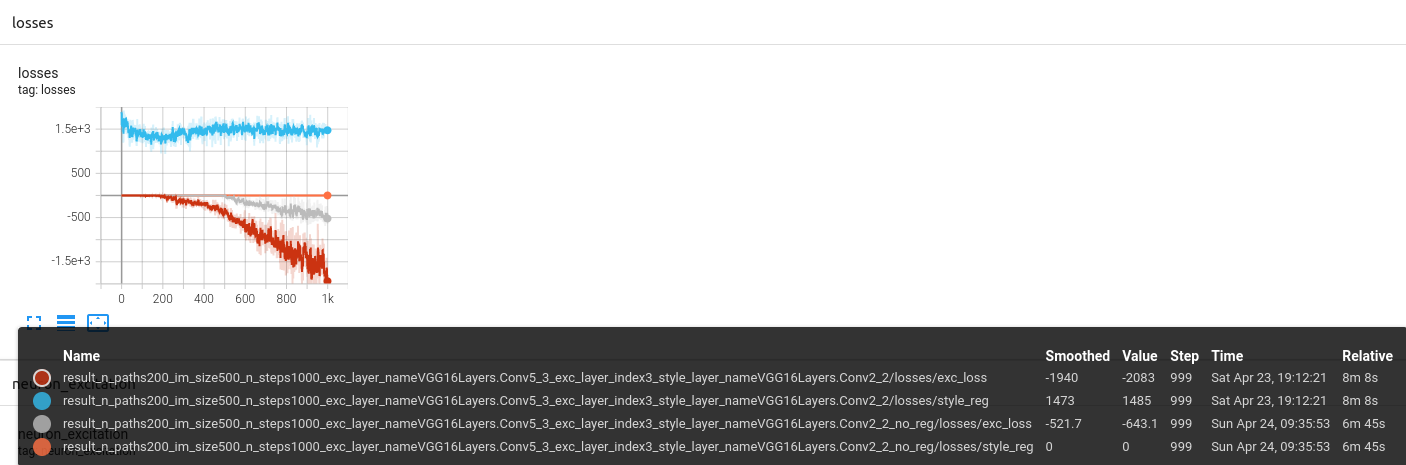 losses
losses
tag: losses
1.5e+3
500
-500
-1.5e+3
0 200 400 600 800 1k
Name Smoothed Value Step Time Relative
result_n_paths200_im_size500_n_steps1000_exc_layer_nameVGG16Layers.Conv5_3_exc_layer_index3_style_layer_nameVGG16Layers.Conv2_2/losses/exc_loss -1940 -2083 999 Sat Apr 23, 19:12:21 8m 8s
neuron_excitation
result_n_paths200_im_size500_n_steps1000_exc_layer_nameVGG16Layers.Conv5_3_exc_layer_index3_style_layer_nameVGG16Layers.Conv2_2/losses/style_reg 1473 1485 999 Sat Apr 23, 19:12:21 8m 8s
result_n_paths200_im_size500_n_steps1000_exc_layer_nameVGG16Layers.Conv5_3_exc_layer_index3_style_layer_nameVGG16Layers.Conv2_2_no_reg/losses/exc_loss -521.7 -643.1 999 Sun Apr 24, 09:35:53 6m 45s
neuron_excitation
result_n_paths200_im_size500_n_steps1000_exc_layer_nameVGG16Layers.Conv5_3_exc_layer_index3_style_layer_nameVGG16Layers.Conv2_2_no_reg/losses/style_reg 0 0 999 Sun Apr 24, 09:35:53 6m 45s
tag: neuron_excitation